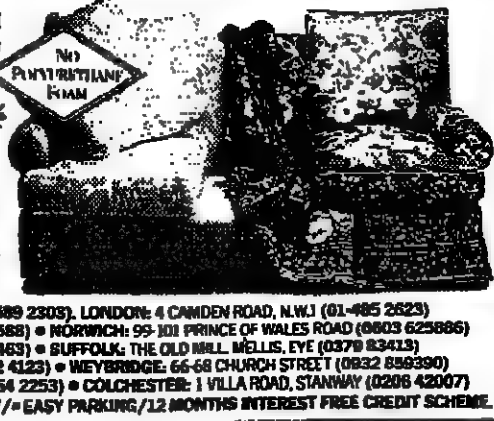 NO
POLYURETHANE
FOAM
589 2303). LONDON: 4 CAMDEN ROAD, N.W.1 (01-485 2623)
588) • NORWICH: 99-101 PRINCE OF WALES ROAD (0603 625886)
463) • SUFFOLK: THE OLD MILL, MELLIS, EYE (0379 83413)
2 4123) • WEYBRIDGE: 66-68 CHURCH STREET (0932 859390)
54 2253) • COLCHESTER: 1 VILLA ROAD, STANWAY (0206 42007)
EASY PARKING/12 MONTHS INTEREST FREE CREDIT SCHEME.